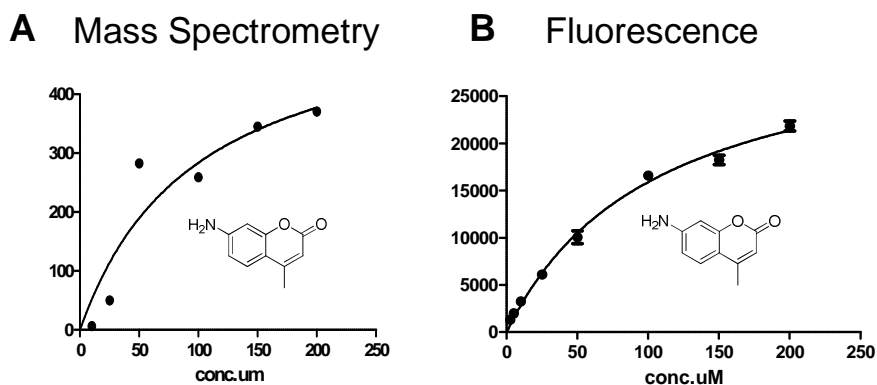 A Mass Spectrometry
400
300
200
100
0
0 50 100 150 200 250
conc.um
H₂N O O
B Fluorescence
25000
20000
15000
10000
5000
0
0 50 100 150 200 250
conc.uM
H₂N O O